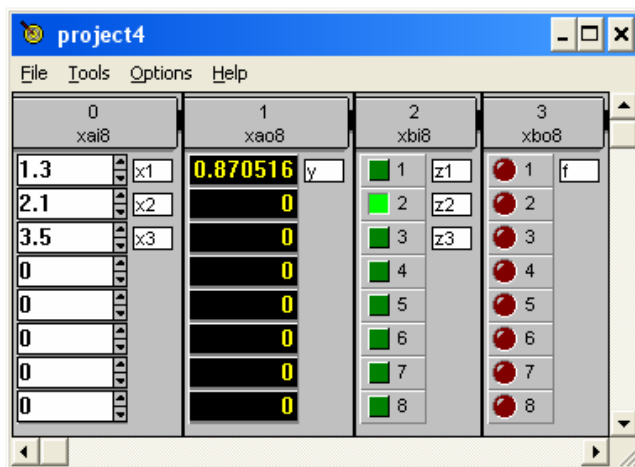 project4
File Tools Options Help
0 1 2 3
xai8 xao8 xbi8 xbo8
1.3 x1 0.870516 y 1 z1 1 f
2.1 x2 0 2 z2 2
3.5 x3 0 3 z3 3
0 0 4 4
0 0 5 5
0 0 6 6
0 0 7 7
0 0 8 8